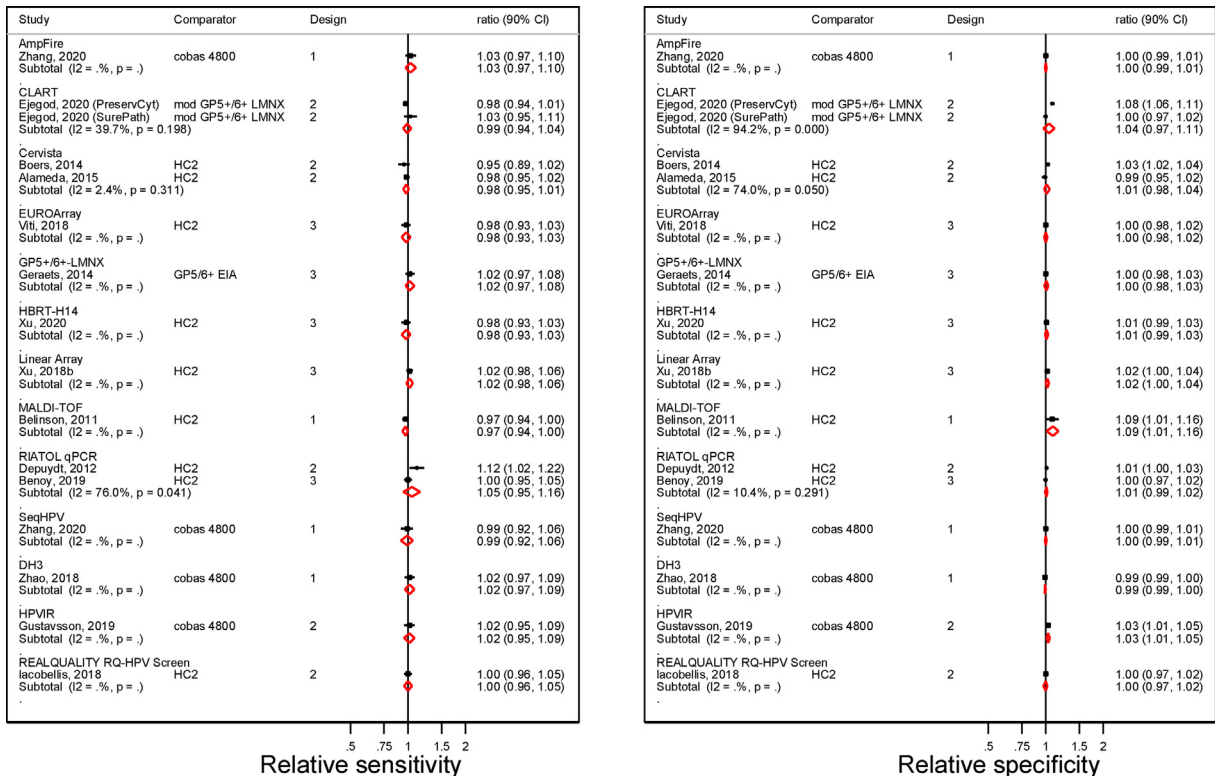 Study Comparator Design ratio (90% CI)
AmpFire
Zhang, 2020 cobas 4800 1 1.03 (0.97, 1.10)
Subtotal (I2 = .%, p = .) 1.03 (0.97, 1.10)
.
CLART
Ejegod, 2020 (PreservCyt) mod GP5+/6+ LMNX 2 0.98 (0.94, 1.01)
Ejegod, 2020 (SurePath) mod GP5+/6+ LMNX 2 1.03 (0.95, 1.11)
Subtotal (I2 = 39.7%, p = 0.198) 0.99 (0.94, 1.04)
.
Cervista
Boers, 2014 HC2 2 0.95 (0.89, 1.02)
Alameda, 2015 HC2 2 0.98 (0.95, 1.02)
Subtotal (I2 = 2.4%, p = 0.311) 0.98 (0.95, 1.01)
.
EUROArray
Viti, 2018 HC2 3 0.98 (0.93, 1.03)
Subtotal (I2 = .%, p = .) 0.98 (0.93, 1.03)
.
GP5+/6+-LMNX
Geraets, 2014 GP5/6+ EIA 3 1.02 (0.97, 1.08)
Subtotal (I2 = .%, p = .) 1.02 (0.97, 1.08)
.
HBRT-H14
Xu, 2020 HC2 3 0.98 (0.93, 1.03)
Subtotal (I2 = .%, p = .) 0.98 (0.93, 1.03)
.
Linear Array
Xu, 2018b HC2 3 1.02 (0.98, 1.06)
Subtotal (I2 = .%, p = .) 1.02 (0.98, 1.06)
.
MALDI-TOF
Belinson, 2011 HC2 1 0.97 (0.94, 1.00)
Subtotal (I2 = .%, p = .) 0.97 (0.94, 1.00)
.
RIATOL qPCR
Depuydt, 2012 HC2 2 1.12 (1.02, 1.22)
Benoy, 2019 HC2 3 1.00 (0.95, 1.05)
Subtotal (I2 = 76.0%, p = 0.041) 1.05 (0.95, 1.16)
.
SeqHPV
Zhang, 2020 cobas 4800 1 0.99 (0.92, 1.06)
Subtotal (I2 = .%, p = .) 0.99 (0.92, 1.06)
.
DH3
Zhao, 2018 cobas 4800 1 1.02 (0.97, 1.09)
Subtotal (I2 = .%, p = .) 1.02 (0.97, 1.09)
.
HPVIR
Gustavsson, 2019 cobas 4800 2 1.02 (0.95, 1.09)
Subtotal (I2 = .%, p = .) 1.02 (0.95, 1.09)
.
REALQUALITY RQ-HPV Screen
Iacobellis, 2018 HC2 2 1.00 (0.96, 1.05)
Subtotal (I2 = .%, p = .) 1.00 (0.96, 1.05)
.
.5 .75 1 1.5 2
Relative sensitivity
Study Comparator Design ratio (90% CI)
AmpFire
Zhang, 2020 cobas 4800 1 1.00 (0.99, 1.01)
Subtotal (I2 = .%, p = .) 1.00 (0.99, 1.01)
.
CLART
Ejegod, 2020 (PreservCyt) mod GP5+/6+ LMNX 2 1.08 (1.06, 1.11)
Ejegod, 2020 (SurePath) mod GP5+/6+ LMNX 2 1.00 (0.97, 1.02)
Subtotal (I2 = 94.2%, p = 0.000) 1.04 (0.97, 1.11)
.
Cervista
Boers, 2014 HC2 2 1.03 (1.02, 1.04)
Alameda, 2015 HC2 2 0.99 (0.95, 1.02)
Subtotal (I2 = 74.0%, p = 0.050) 1.01 (0.98, 1.04)
.
EUROArray
Viti, 2018 HC2 3 1.00 (0.98, 1.02)
Subtotal (I2 = .%, p = .) 1.00 (0.98, 1.02)
.
GP5+/6+-LMNX
Geraets, 2014 GP5/6+ EIA 3 1.00 (0.98, 1.03)
Subtotal (I2 = .%, p = .) 1.00 (0.98, 1.03)
.
HBRT-H14
Xu, 2020 HC2 3 1.01 (0.99, 1.03)
Subtotal (I2 = .%, p = .) 1.01 (0.99, 1.03)
.
Linear Array
Xu, 2018b HC2 3 1.02 (1.00, 1.04)
Subtotal (I2 = .%, p = .) 1.02 (1.00, 1.04)
.
MALDI-TOF
Belinson, 2011 HC2 1 1.09 (1.01, 1.16)
Subtotal (I2 = .%, p = .) 1.09 (1.01, 1.16)
.
RIATOL qPCR
Depuydt, 2012 HC2 2 1.01 (1.00, 1.03)
Benoy, 2019 HC2 3 1.00 (0.97, 1.02)
Subtotal (I2 = 10.4%, p = 0.291) 1.01 (0.99, 1.02)
.
SeqHPV
Zhang, 2020 cobas 4800 1 1.00 (0.99, 1.01)
Subtotal (I2 = .%, p = .) 1.00 (0.99, 1.01)
.
DH3
Zhao, 2018 cobas 4800 1 0.99 (0.99, 1.00)
Subtotal (I2 = .%, p = .) 0.99 (0.99, 1.00)
.
HPVIR
Gustavsson, 2019 cobas 4800 2 1.03 (1.01, 1.05)
Subtotal (I2 = .%, p = .) 1.03 (1.01, 1.05)
.
REALQUALITY RQ-HPV Screen
Iacobellis, 2018 HC2 2 1.00 (0.97, 1.02)
Subtotal (I2 = .%, p = .) 1.00 (0.97, 1.02)
.
.5 .75 1 1.5 2
Relative specificity